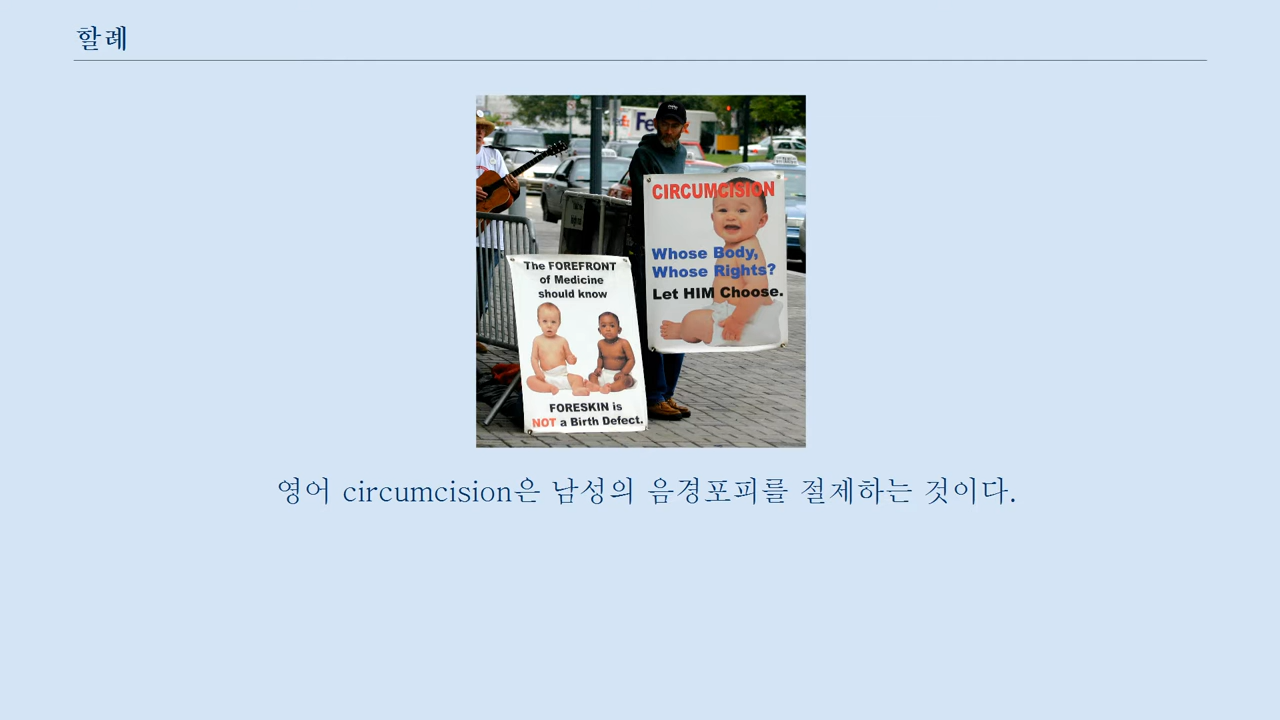 할례
Fe
CIRCUMCISION
Whose Body,
Whose Rights?
Let HIM Choose.
The FOREFRONT
of Medicine
should know
FORESKIN is
NOT a Birth Defect.
영어 circumcision은 남성의 음경포피를 절제하는 것이다.